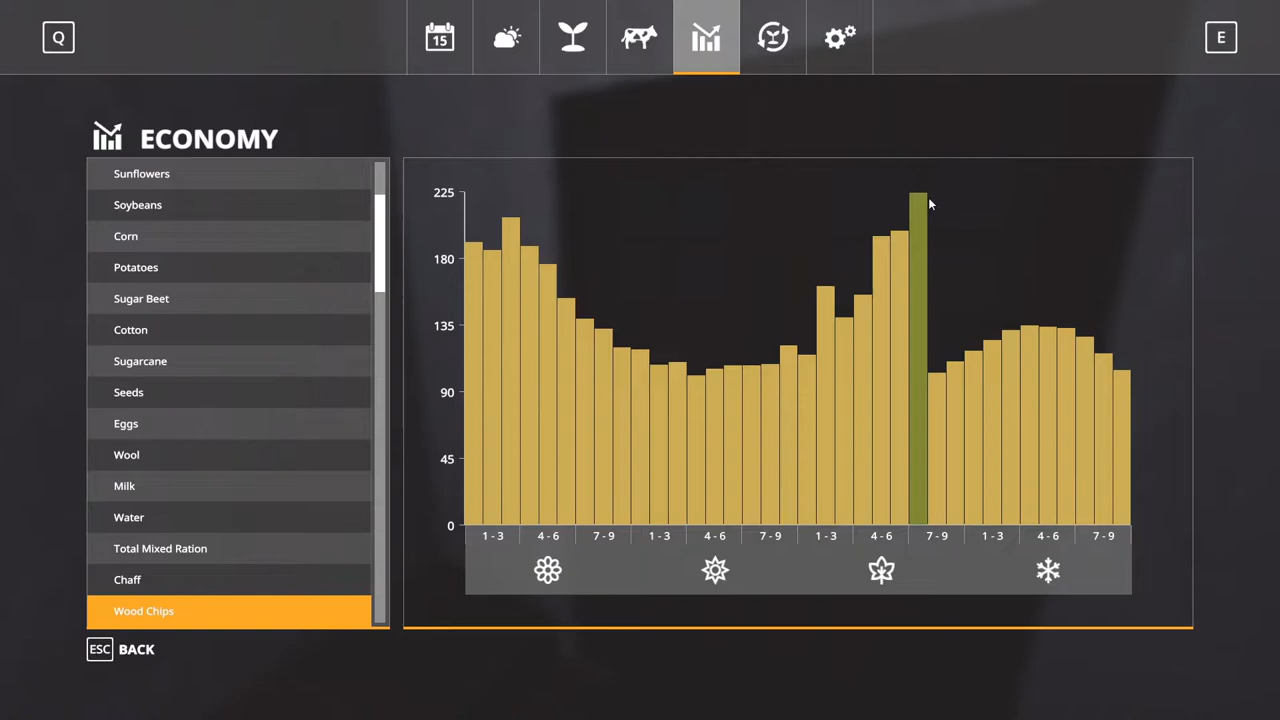 Q
15
E
ECONOMY
Sunflowers
Soybeans
Corn
Potatoes
Sugar Beet
Cotton
Sugarcane
Seeds
Eggs
Wool
Milk
Water
Total Mixed Ration
Chaff
Wood Chips
225
180
135
90
45
0
1 - 3 4 - 6 7 - 9 1 - 3 4 - 6 7 - 9 1 - 3 4 - 6 7 - 9 1 - 3 4 - 6 7 - 9
ESC BACK